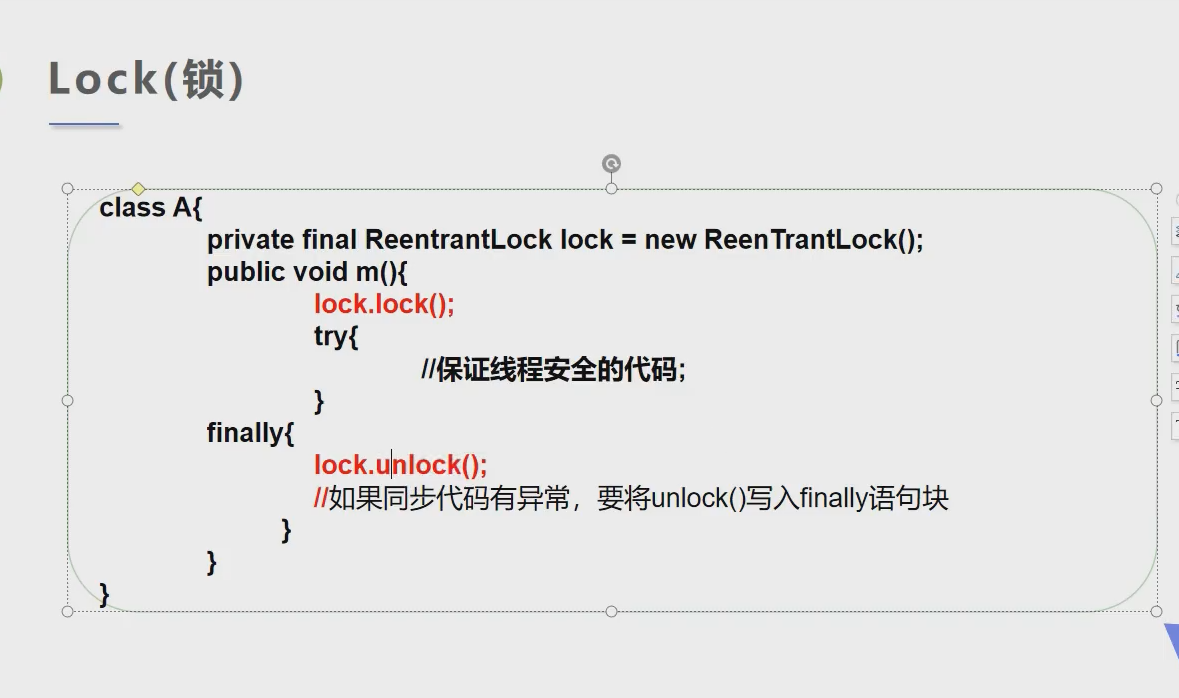 Lock(锁)
class A{
private final ReentrantLock lock = new ReenTrantLock();
public void m(){
lock.lock();
try{
//保证线程安全的代码;
}
finally{
lock.unlock();
//如果同步代码有异常，要将unlock()写入finally语句块
}
}
}